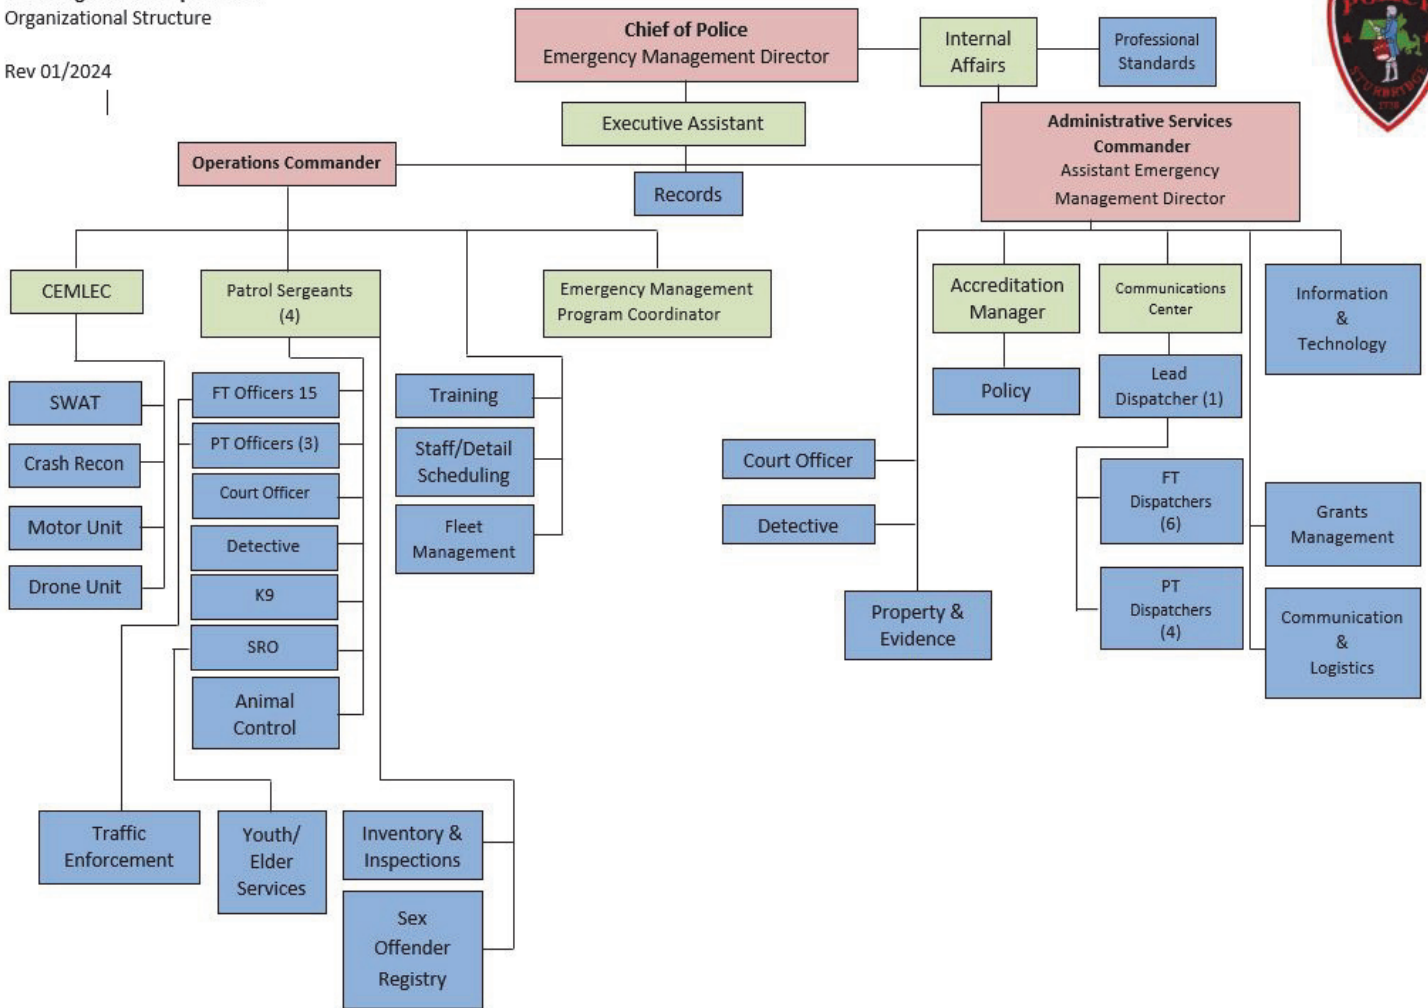 Organizational Structure
Rev 01/2024
Chief of Police
Emergency Management Director
Internal
Affairs
Professional
Standards
STURBRIDGE
1738
Executive Assistant
Administrative Services
Commander
Assistant Emergency
Management Director
Operations Commander
Records
CEMLEC
Patrol Sergeants
(4)
Emergency Management
Program Coordinator
Accreditation
Manager
Communications
Center
Information
&
Technology
SWAT
Crash Recon
Motor Unit
Drone Unit
FT Officers 15
PT Officers (3)
Court Officer
Detective
K9
SRO
Animal
Control
Training
Staff/Detail
Scheduling
Fleet
Management
Policy
Lead
Dispatcher (1)
Court Officer
Detective
Property &
Evidence
FT
Dispatchers
(6)
PT
Dispatchers
(4)
Grants
Management
Communication
&
Logistics
Traffic
Enforcement
Youth/
Elder
Services
Inventory &
Inspections
Sex
Offender
Registry